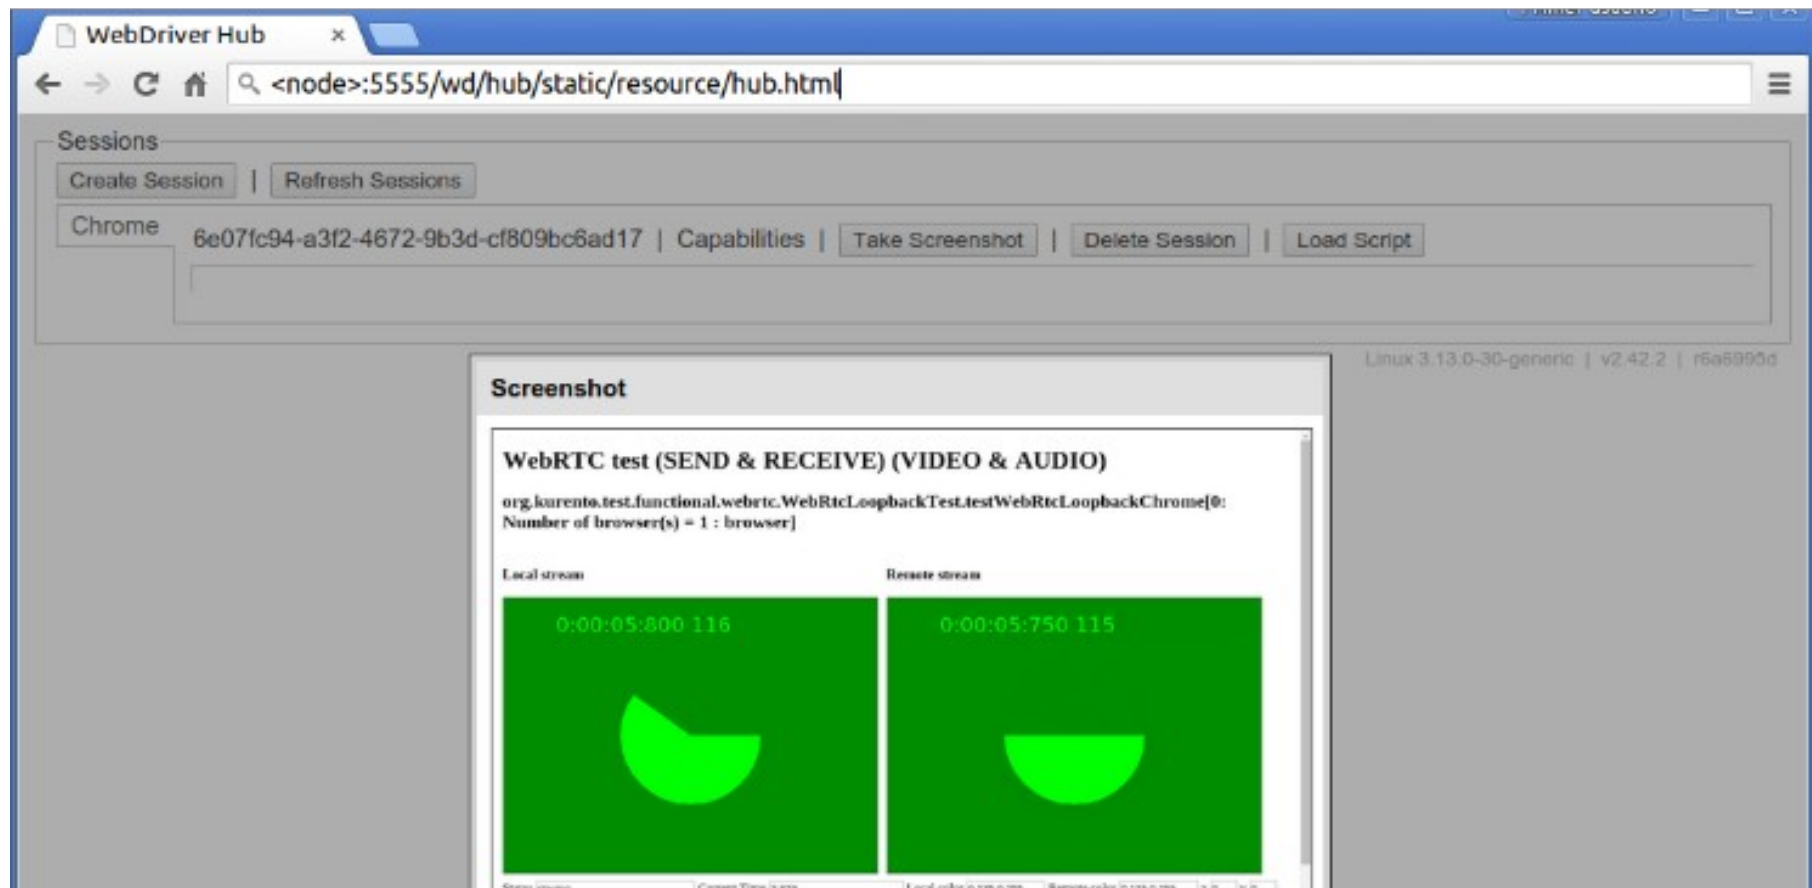 WebDriver Hub ×
<node>:5555/wd/hub/static/resource/hub.html
Sessions
Create Session | Refresh Sessions
Chrome
6e07fc94-a3f2-4672-9b3d-cf809bc6ad17 | Capabilities | Take Screenshot | Delete Session | Load Script
Linux 3.13.0-30-generic | v2.42.2 | r6a6995d
Screenshot
WebRTC test (SEND & RECEIVE) (VIDEO & AUDIO)
org.kurento.test.functional.webrtc.WebRtcLoopbackTest.testWebRtcLoopbackChrome[0:
Number of browser(s) = 1 : browser]
Local stream Remote stream
0:00:05:800 116 0:00:05:750 115